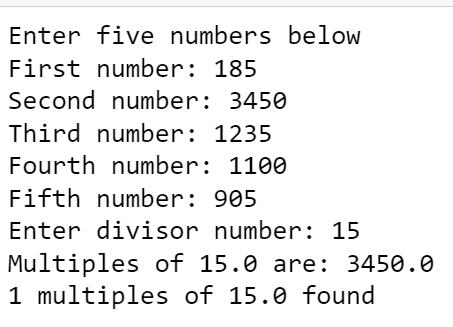 Enter five numbers below
First number: 185
Second number: 3450
Third number: 1235
Fourth number: 1100
Fifth number: 905
Enter divisor number: 15
Multiples of 15.0 are: 3450.0
1 multiples of 15.0 found